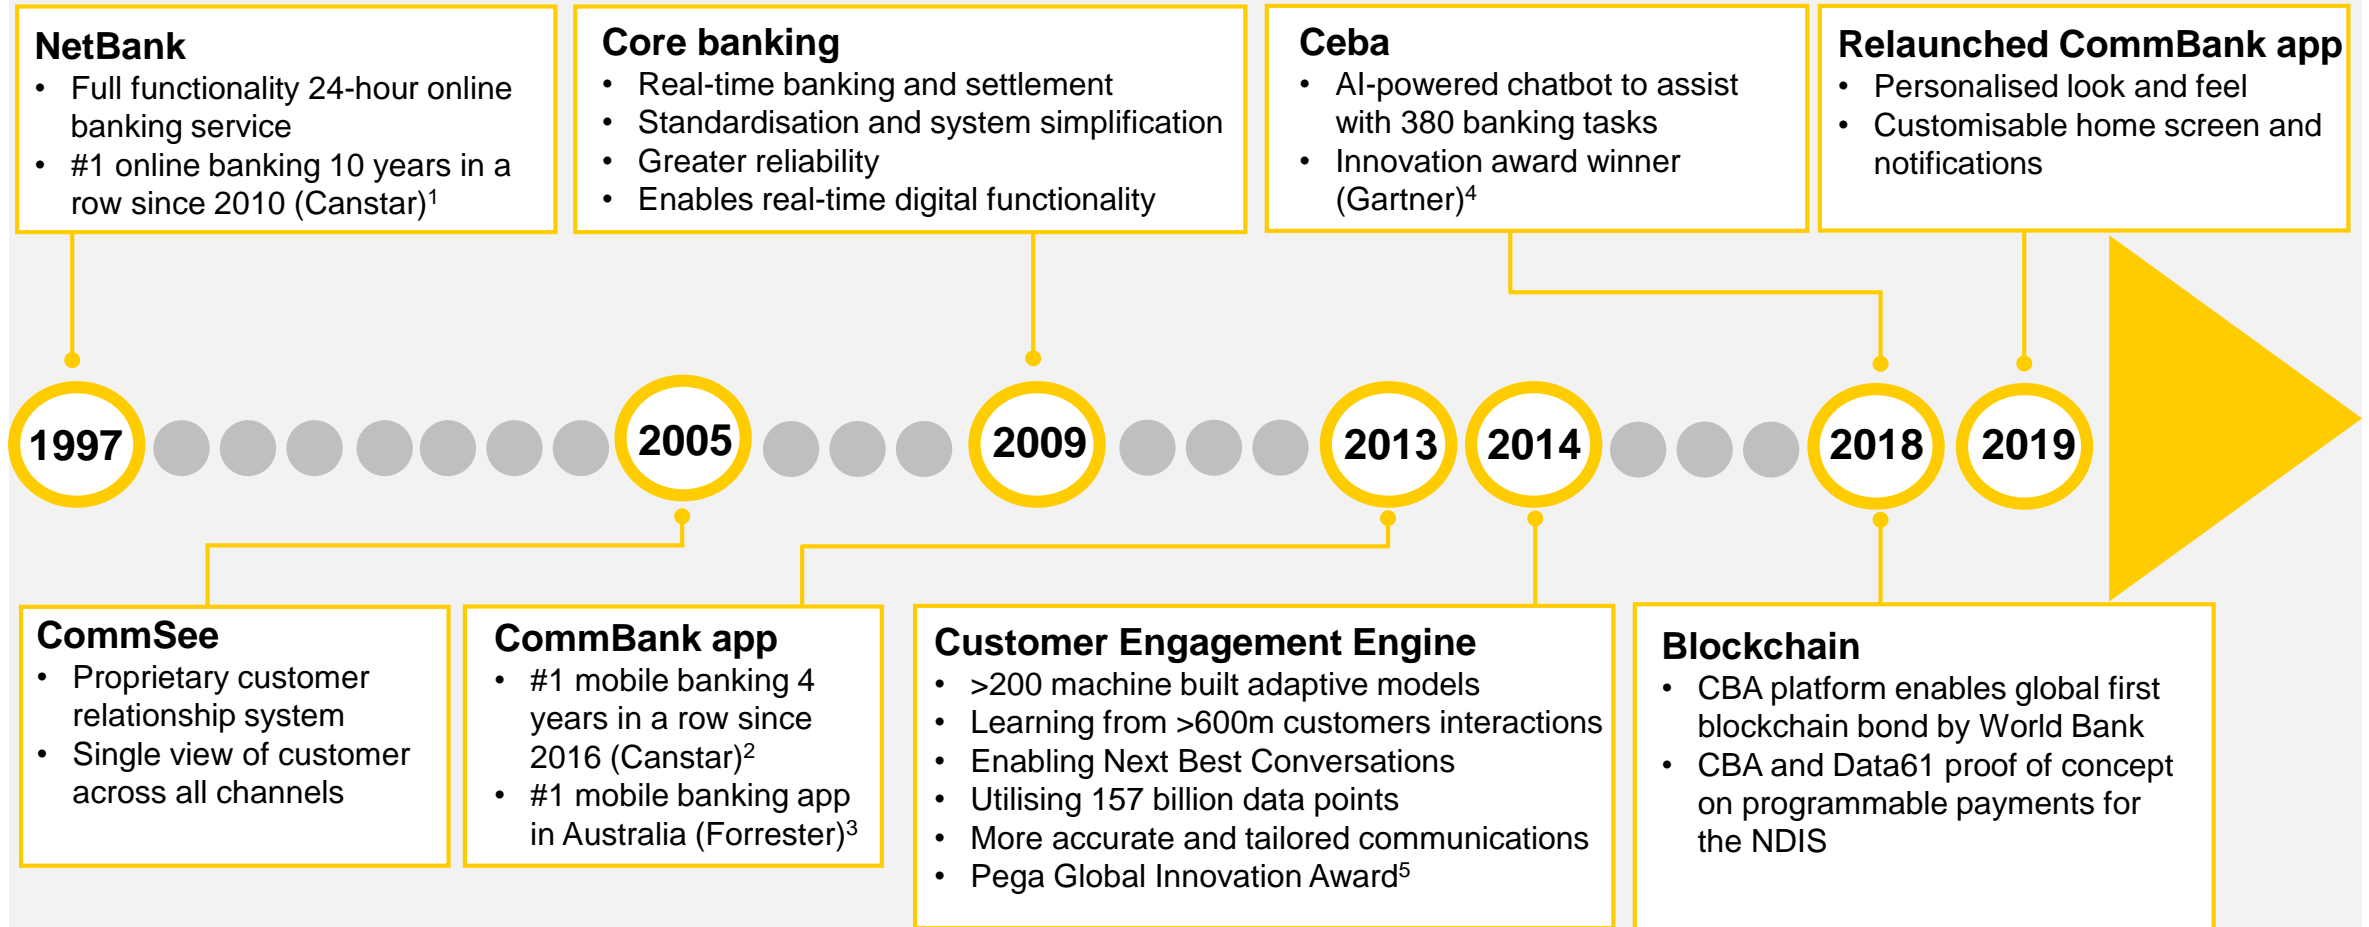 NetBank
• Full functionality 24-hour online
banking service
• #1 online banking 10 years in a
row since 2010 (Canstar)1
Core banking
• Real-time banking and settlement
• Standardisation and system simplification
• Greater reliability
• Enables real-time digital functionality
Ceba
• AI-powered chatbot to assist
with 380 banking tasks
• Innovation award winner
(Gartner)4
Relaunched CommBank app
• Personalised look and feel
• Customisable home screen and
notifications
1997
2005
2009
2013
2014
2018
2019
CommSee
• Proprietary customer
relationship system
• Single view of customer
across all channels
CommBank app
• #1 mobile banking 4
years in a row since
2016 (Canstar)2
• #1 mobile banking app
in Australia (Forrester)3
Customer Engagement Engine
• >200 machine built adaptive models
• Learning from >600m customers interactions
• Enabling Next Best Conversations
• Utilising 157 billion data points
• More accurate and tailored communications
• Pega Global Innovation Award5
Blockchain
• CBA platform enables global first
blockchain bond by World Bank
• CBA and Data61 proof of concept
on programmable payments for
the NDIS